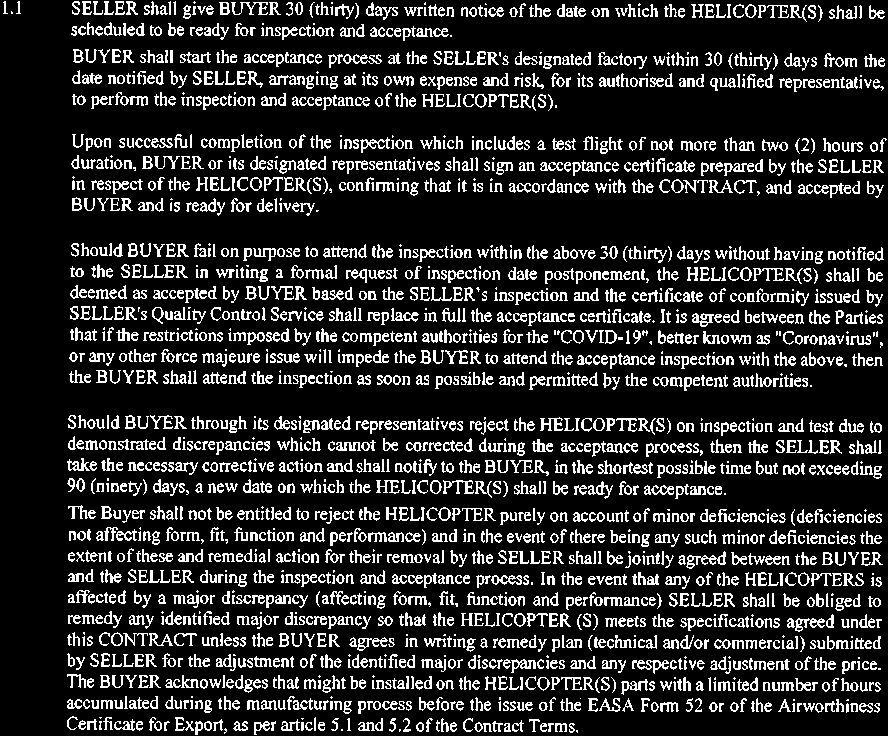 1.1 SELLER shall give BUYER 30 (thirty) days written notice of the date on which the HELICOPTER(S) shall be
scheduled to be ready for inspection and acceptance.
BUYER shall start the acceptance process at the SELLER's designated factory within 30 (thirty) days from the
date notified by SELLER, arranging at its own expense and risk, for its authorised and qualified representative,
to perform the inspection and acceptance of the HELICOPTER(S).
Upon successful completion of the inspection which includes a test flight of not more than two (2) hours of
duration, BUYER or its designated representatives shall sign an acceptance certificate prepared by the SELLER
in respect of the HELICOPTER(S), confirming that it is in accordance with the CONTRACT, and accepted by
BUYER and is ready for delivery.
Should BUYER fail on purpose to attend the inspection within the above 30 (thirty) days without having notified
to the SELLER in writing a formal request of inspection date postponement, the HELICOPTER(S) shall be
deemed as accepted by BUYER based on the SELLER's inspection and the certificate of conformity issued by
SELLER's Quality Control Service shall replace in full the acceptance certificate. It is agreed between the Parties
that if the restrictions imposed by the competent authorities for the "COVID-19", better known as "Coronavirus",
or any other force majeure issue will impede the BUYER to attend the acceptance inspection with the above, then
the BUYER shall attend the inspection as soon as possible and permitted by the competent authorities.
Should BUYER through its designated representatives reject the HELICOPTER(S) on inspection and test due to
demonstrated discrepancies which cannot be corrected during the acceptance process, then the SELLER shall
take the necessary corrective action and shall notify to the BUYER, in the shortest possible time but not exceeding
90 (ninety) days, a new date on which the HELICOPTER(S) shall be ready for acceptance.
The Buyer shall not be entitled to reject the HELICOPTER purely on account of minor deficiencies (deficiencies
not affecting form, fit, function and performance) and in the event of there being any such minor deficiencies the
extent of these and remedial action for their removal by the SELLER shall be jointly agreed between the BUYER
and the SELLER during the inspection and acceptance process. In the event that any of the HELICOPTERS is
affected by a major discrepancy (affecting form, fit, function and performance) SELLER shall be obliged to
remedy any identified major discrepancy so that the HELICOPTER (S) meets the specifications agreed under
this CONTRACT unless the BUYER agrees in writing a remedy plan (technical and/or commercial) submitted
by SELLER for the adjustment of the identified major discrepancies and any respective adjustment of the price.
The BUYER acknowledges that might be installed on the HELICOPTER(S) parts with a limited number of hours
accumulated during the manufacturing process before the issue of the EASA Form 52 or of the Airworthiness
Certificate for Export, as per article 5.1 and 5.2 of the Contract Terms.